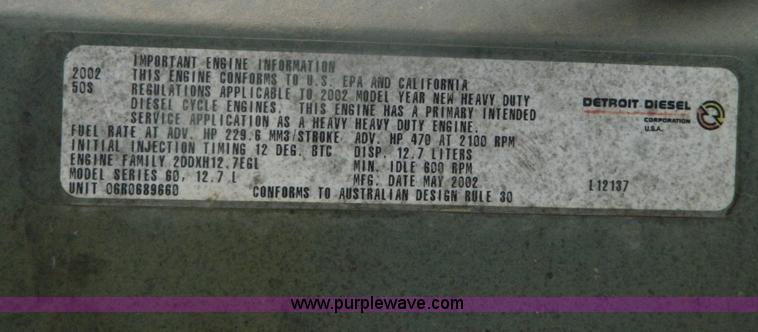 IMPORTANT ENGINE INFORMATION
2002 THIS ENGINE CONFORMS TO U.S. EPA AND CALIFORNIA
50S REGULATIONS APPLICABLE TO 2002 MODEL YEAR NEW HEAVY DUTY
DIESEL CYCLE ENGINES. THIS ENGINE HAS A PRIMARY INTENDED
SERVICE APPLICATION AS A HEAVY HEAVY DUTY ENGINE.
FUEL RATE AT ADV. HP 229.6 MM3/STROKE ADV. HP 470 AT 2100 RPM
INITIAL INJECTION TIMING 12 DEG. BTC DISP. 12.7 LITERS
ENGINE FAMILY 2DDXH12.7EGL MIN. IDLE 600 RPM
MODEL SERIES 60, 12.7 L MFG. DATE MAY 2002
UNIT 06R0689660 CONFORMS TO AUSTRALIAN DESIGN RULE 30
DETROIT DIESEL
CORPORATION
U.S.A.
L12137
www.purplewave.com